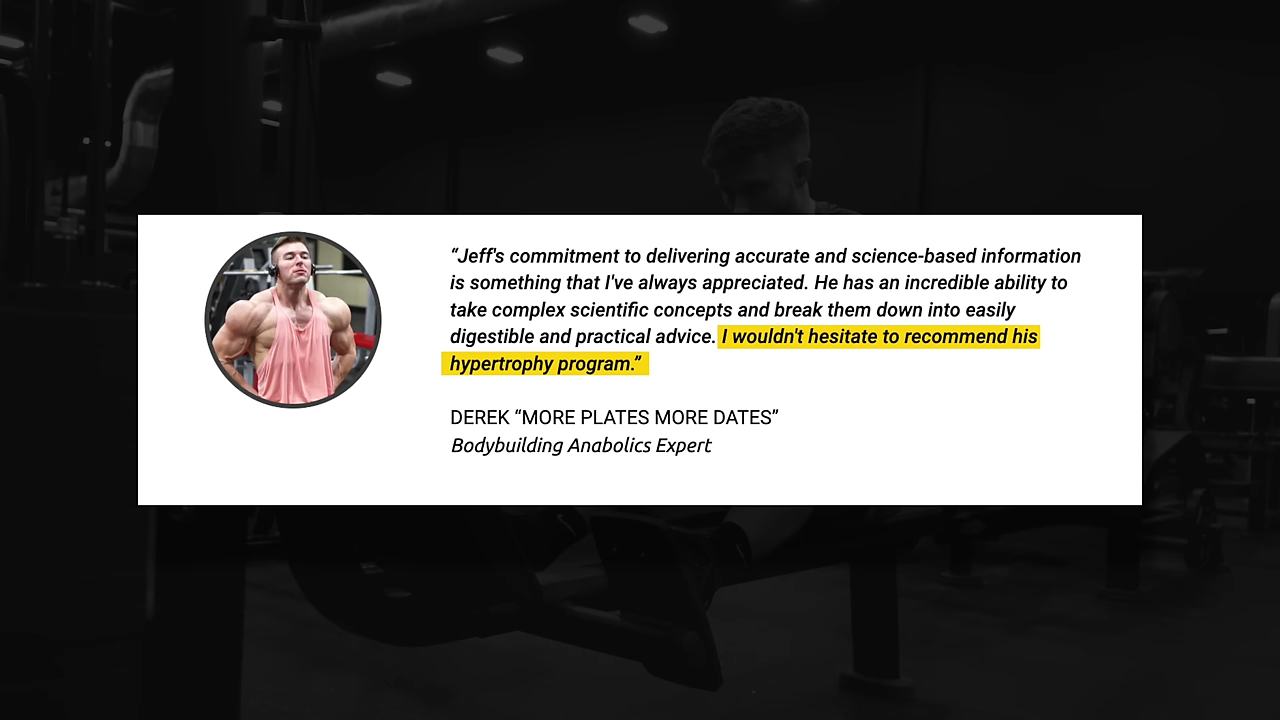 “Jeff's commitment to delivering accurate and science-based information
is something that I've always appreciated. He has an incredible ability to
take complex scientific concepts and break them down into easily
digestible and practical advice. I wouldn't hesitate to recommend his
hypertrophy program.”
DEREK “MORE PLATES MORE DATES”
Bodybuilding Anabolics Expert